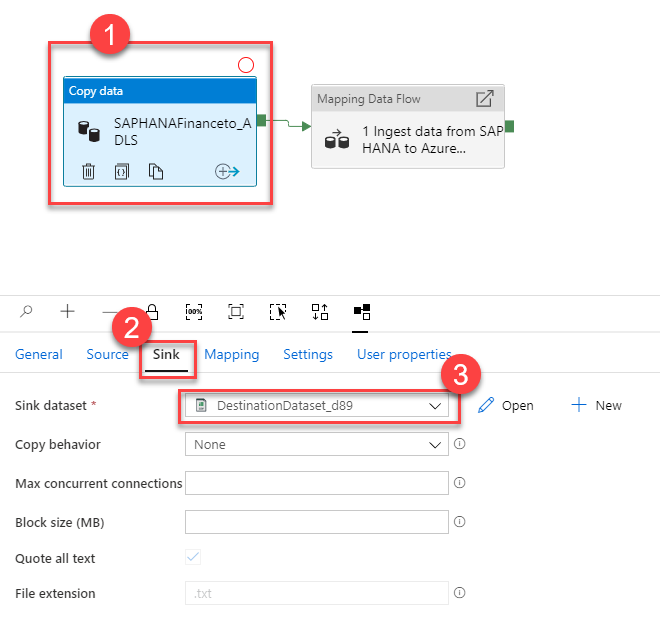 1
Copy data
SAPHANAFinanceto_A
DLS
Mapping Data Flow
1 Ingest data from SAP
HANA to Azure...
100%
2
General Source Sink Mapping Settings User properties
3
Sink dataset * DestinationDataset_d89 Open New
Copy behavior None
Max concurrent connections
Block size (MB)
Quote all text
File extension .txt